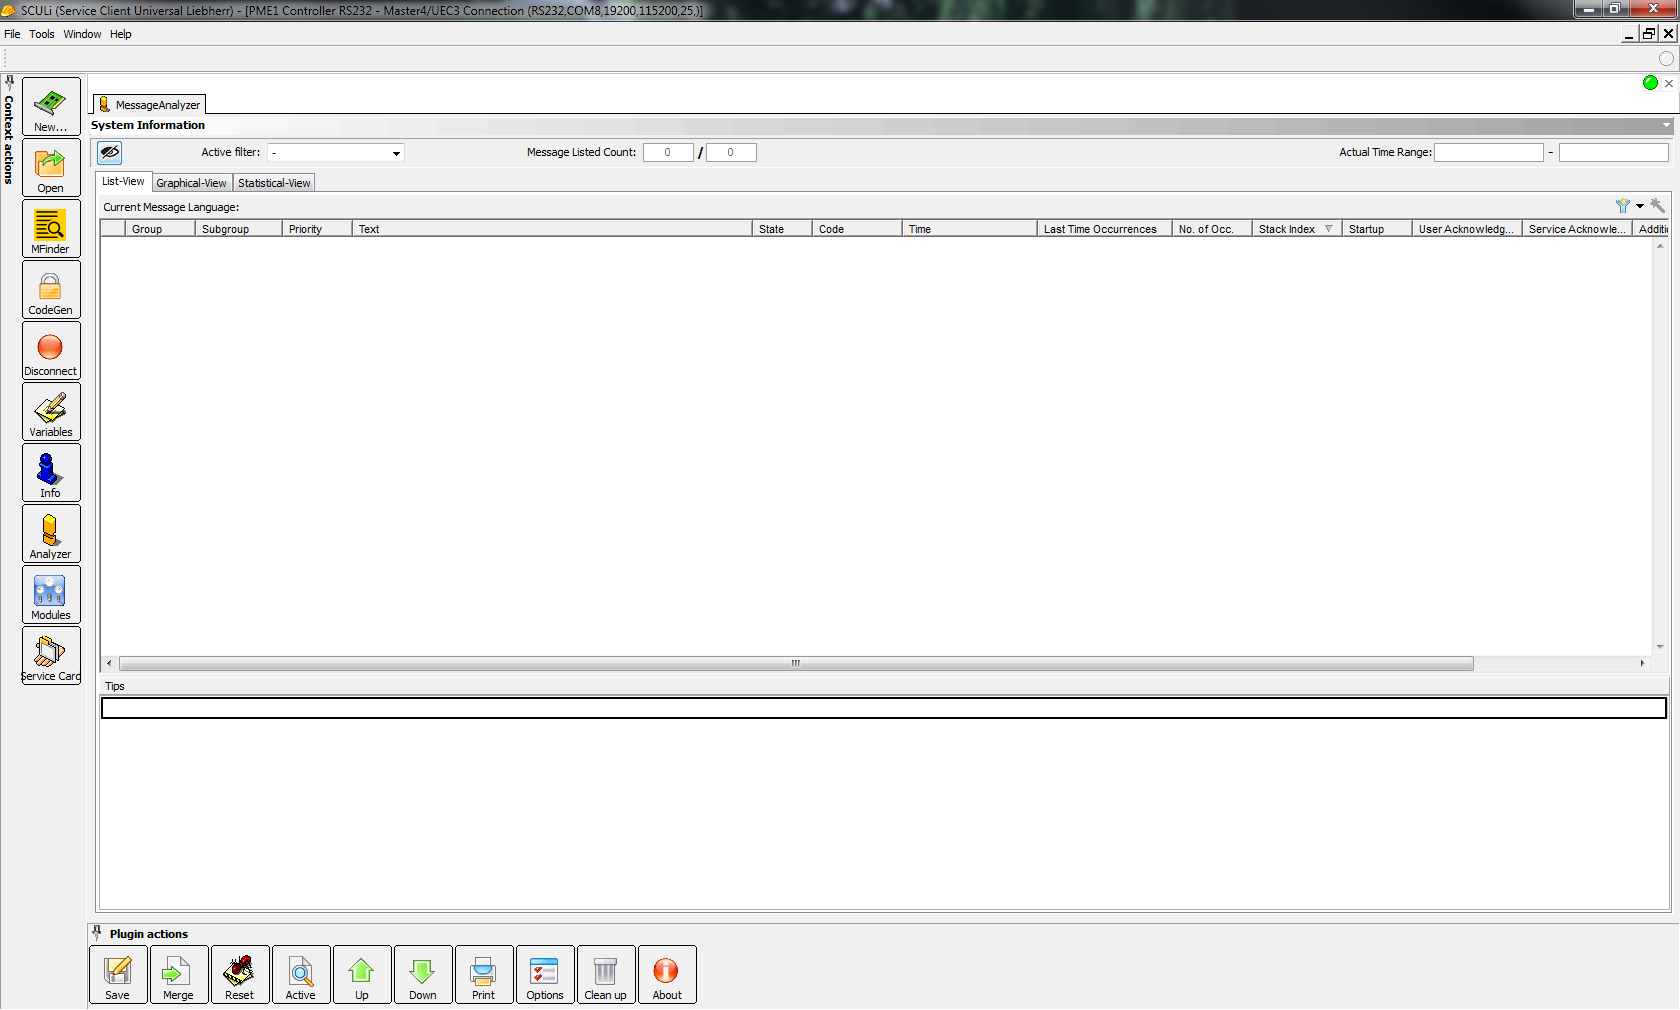 SCULi (Service Client Universal Liebherr) - [PME1 Controller RS232 - Master4/UEC3 Connection (RS232,COM8,19200,115200,25,)]
File Tools Window Help
Context actions
New...
Open
MFinder
CodeGen
Disconnect
Variables
Info
Analyzer
Modules
Service Card
MessageAnalyzer
System Information
Active filter: - Message Listed Count: 0 / 0 Actual Time Range: -
List-View Graphical-View Statistical-View
Current Message Language:
Group Subgroup Priority Text State Code Time Last Time Occurrences No. of Occ. Stack Index Startup User Acknowledg... Service Acknowle... Additi
Tips
Plugin actions
Save Merge Reset Active Up Down Print Options Clean up About